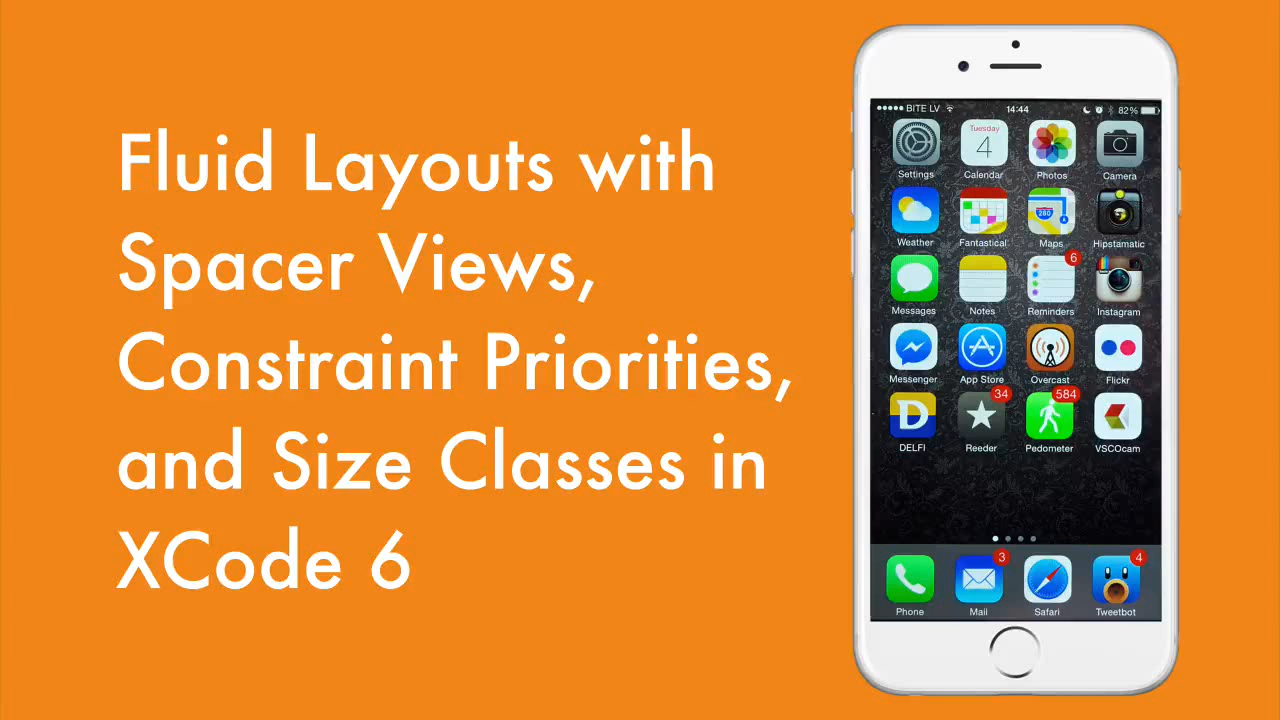 Fluid Layouts with
Spacer Views,
Constraint Priorities,
and Size Classes in
XCode 6
BITE LV 14:44 82%
Tuesday
4
Settings Calendar Photos Camera
280
Weather Fantastical Maps Hipstamatic
6
Messages Notes Reminders Instagram
Messenger App Store Overcast Flickr
34 584
D
DELFI Reeder Pedometer VSCOcam
3 4
Phone Mail Safari Tweetbot